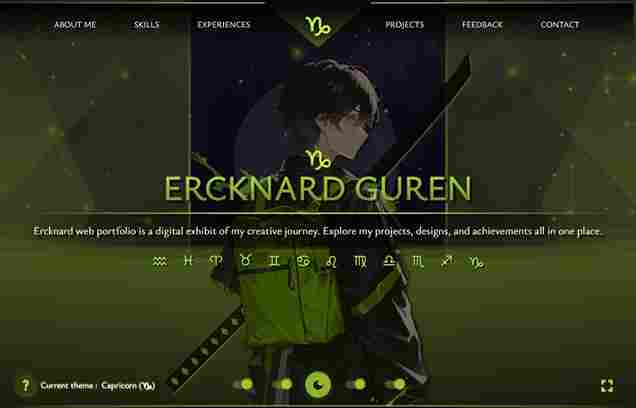 ABOUT ME SKILLS EXPERIENCES ♑ PROJECTS FEEDBACK CONTACT
♑
ERCKNARD GUREN
Ercknard web portfolio is a digital exhibit of my creative journey. Explore my projects, designs, and achievements all in one place.
♒ ♓ ♈ ♉ ♊ ♋ ♌ ♍ ♎ ♏ ♐ ♑
? Current theme : Capricorn (♑)